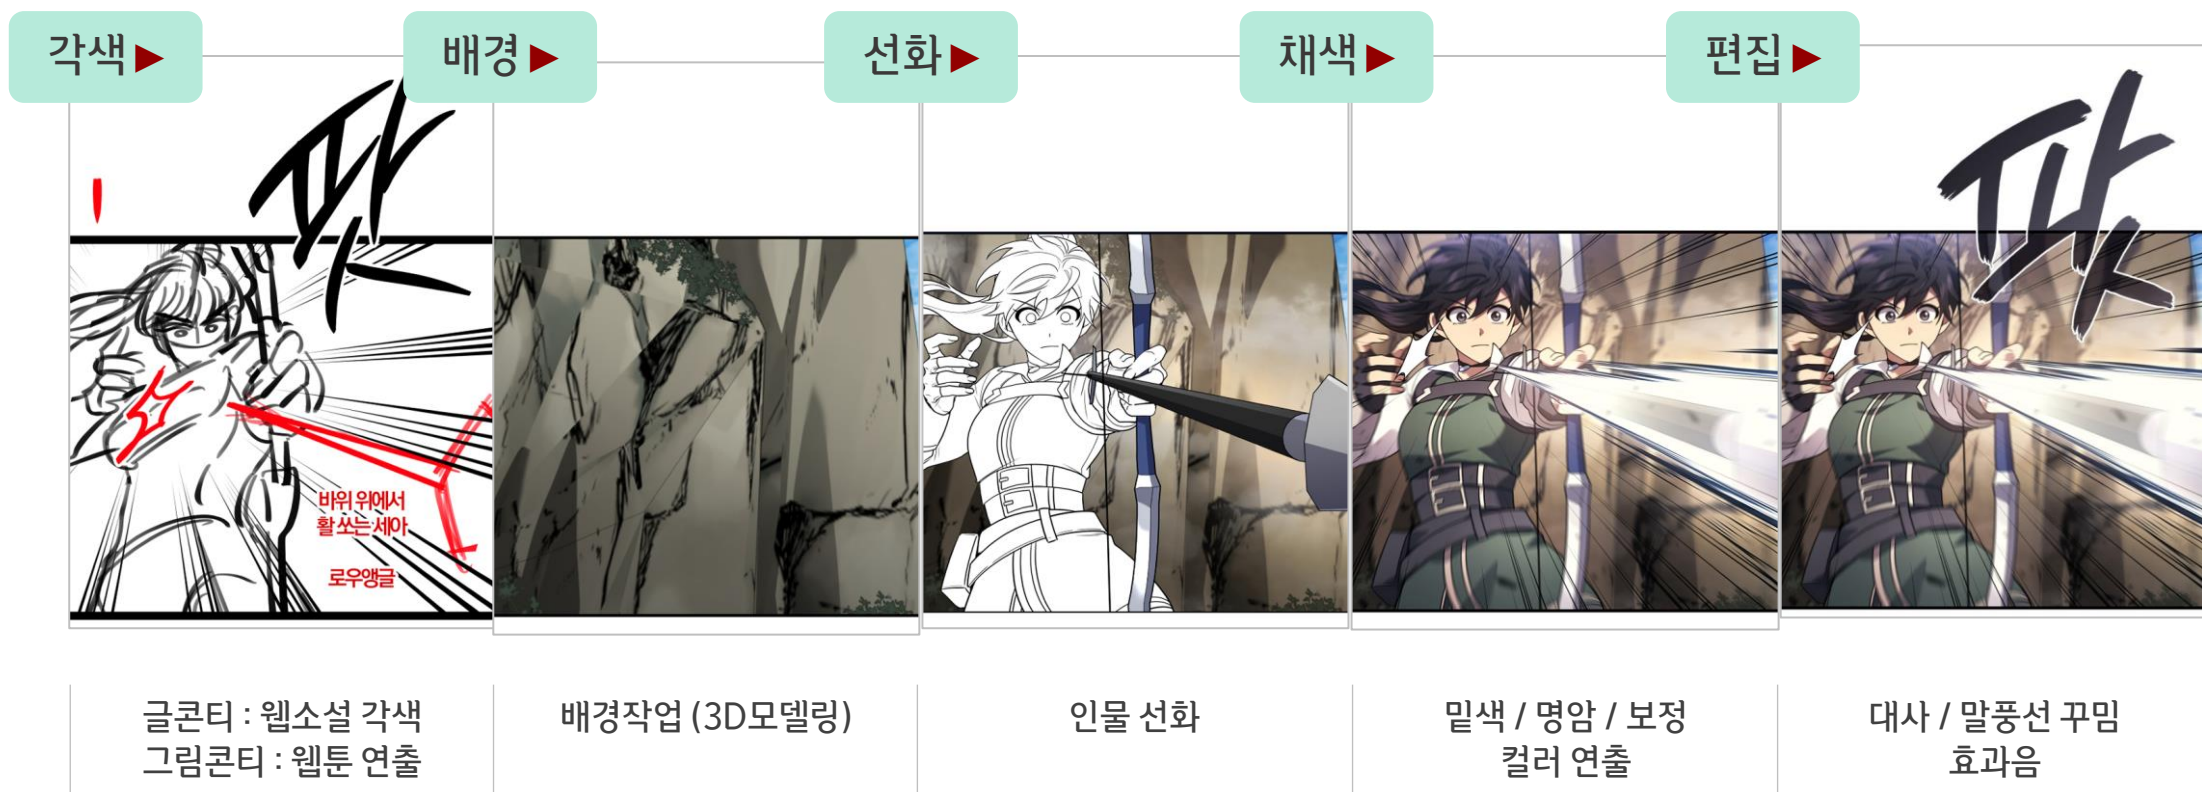 각색▶
배경▶
선화▶
채색▶
편집▶
팟
바위 위에서
활 쏘는 세아
로우앵글
팟
글콘티 : 웹소설 각색
그림콘티 : 웹툰 연출
배경작업 (3D모델링)
인물 선화
밑색 / 명암 / 보정
컬러 연출
대사 / 말풍선 꾸밈
효과음